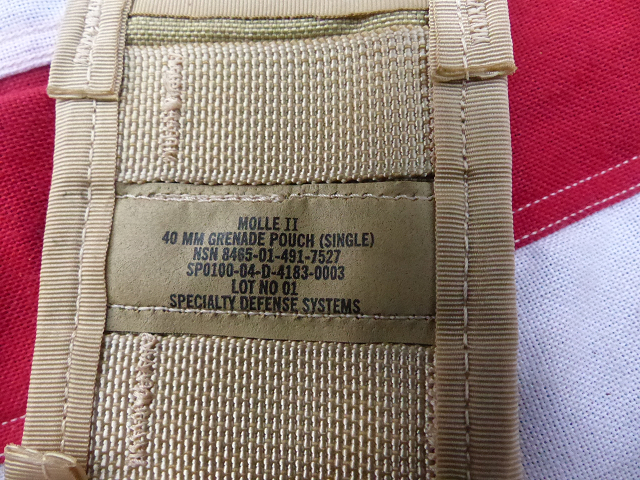 MOLLE II
40 MM GRENADE POUCH (SINGLE)
NSN 8465-01-491-7527
SP0100-04-D-4183-0003
LOT NO 01
SPECIALTY DEFENSE SYSTEMS